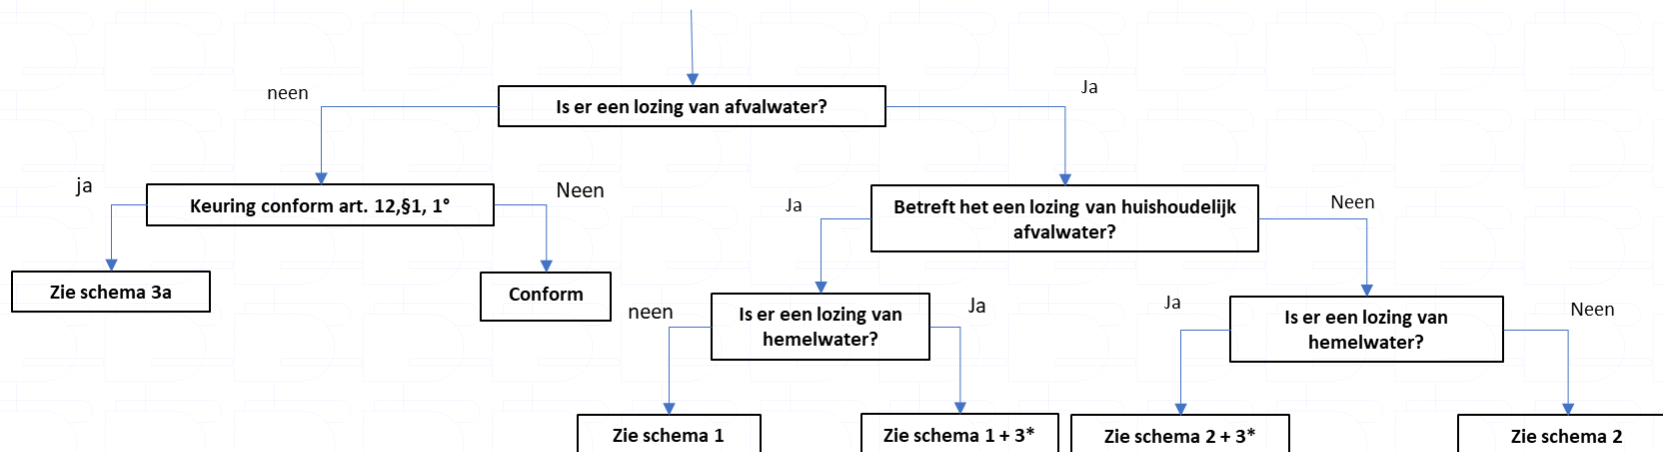 neen
Is er een lozing van afvalwater?
Ja
ja
Keuring conform art. 12,§1, 1°
Neen
Ja
Betreft het een lozing van huishoudelijk
afvalwater?
Neen
Zie schema 3a
Conform
neen
Is er een lozing van
hemelwater?
Ja
Ja
Is er een lozing van
hemelwater?
Neen
Zie schema 1
Zie schema 1 + 3*
Zie schema 2 + 3*
Zie schema 2